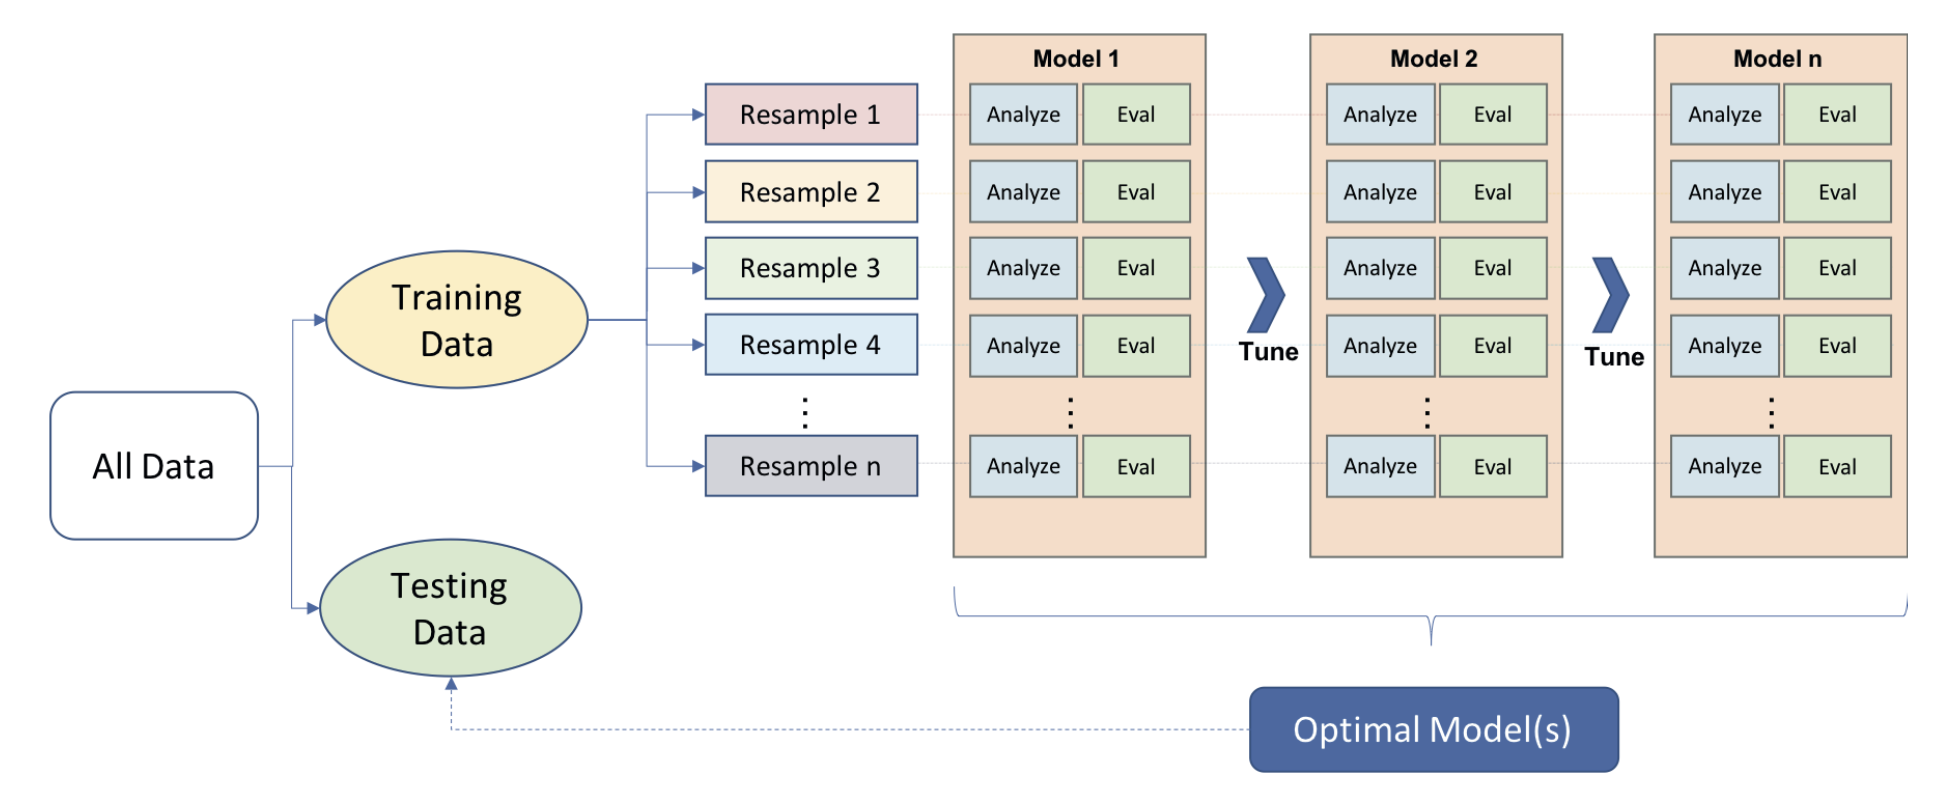 All Data
Training
Data
Testing
Data
Resample 1
Resample 2
Resample 3
Resample 4
Resample n
Model 1
Analyze Eval
Analyze Eval
Analyze Eval
Analyze Eval
Analyze Eval
Tune
Model 2
Analyze Eval
Analyze Eval
Analyze Eval
Analyze Eval
Analyze Eval
Tune
Model n
Analyze Eval
Analyze Eval
Analyze Eval
Analyze Eval
Analyze Eval
Optimal Model(s)